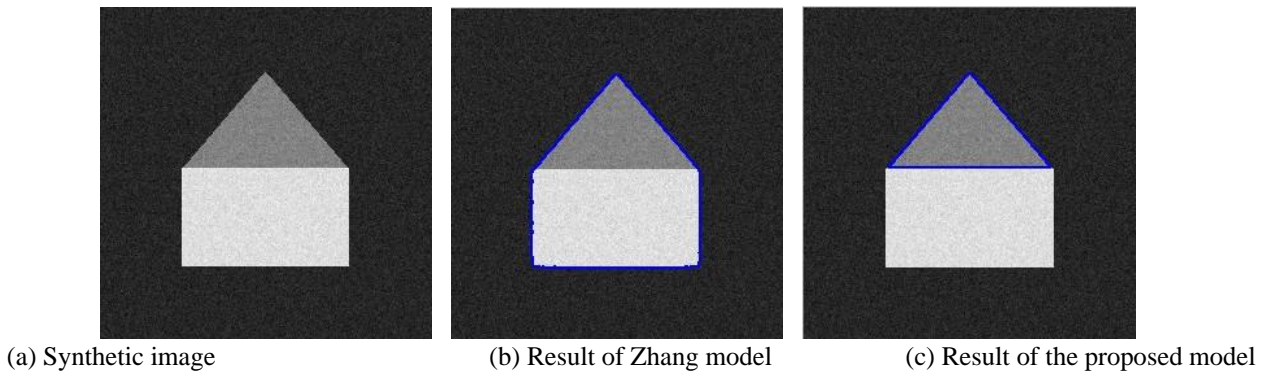 (a) Synthetic image (b) Result of Zhang model (c) Result of the proposed model